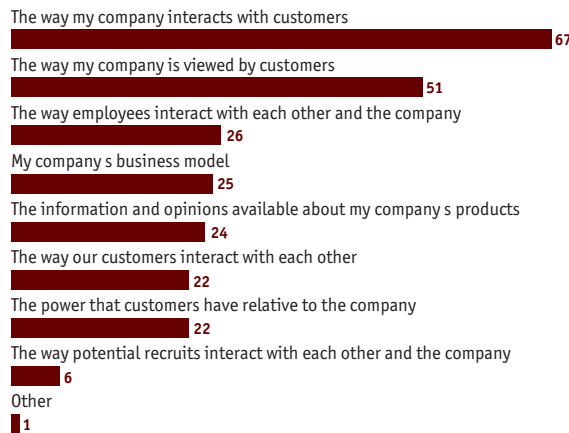 The way my company interacts with customers
67
The way my company is viewed by customers
51
The way employees interact with each other and the company
26
My company s business model
25
The information and opinions available about my company s products
24
The way our customers interact with each other
22
The power that customers have relative to the company
22
The way potential recruits interact with each other and the company
6
Other
1